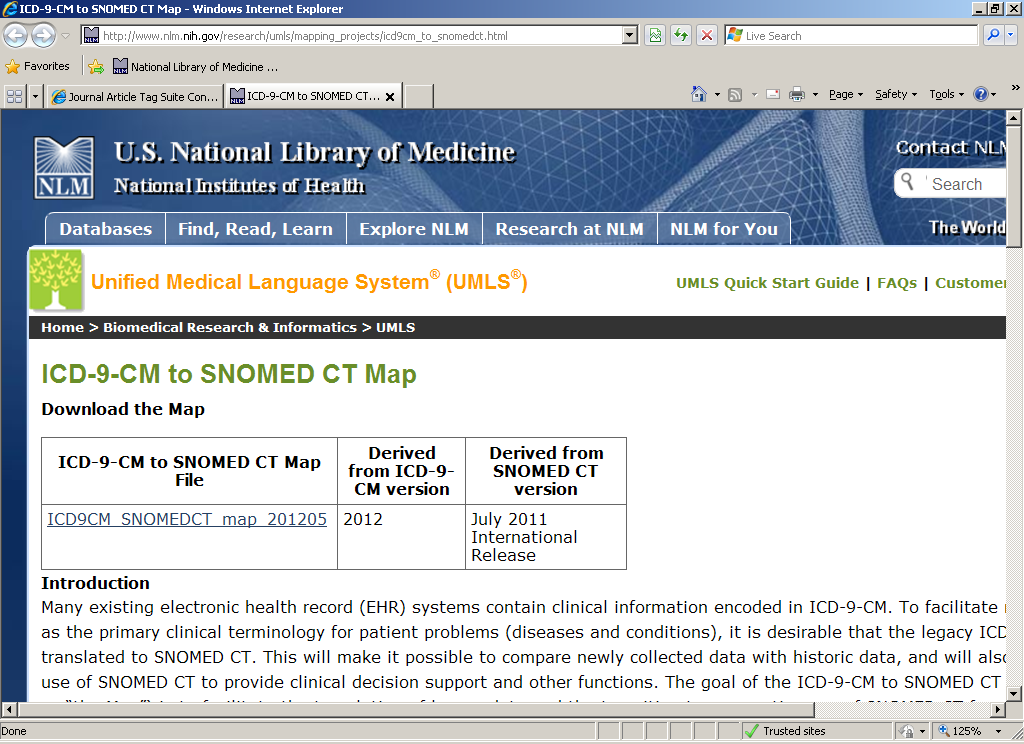 ICD-9-CM to SNOMED CT Map - Windows Internet Explorer
http://www.nlm.nih.gov/research/umls/mapping_projects/icd9cm_to_snomedct.html
Live Search
Favorites
National Library of Medicine ...
Journal Article Tag Suite Con...
ICD-9-CM to SNOMED CT...
Page
Safety
Tools
NLM
U.S. National Library of Medicine
National Institutes of Health
Contact NLM
Search
The World
Databases
Find, Read, Learn
Explore NLM
Research at NLM
NLM for You
Unified Medical Language System® (UMLS®)
UMLS Quick Start Guide | FAQs | Customer
Home > Biomedical Research & Informatics > UMLS
ICD-9-CM to SNOMED CT Map
Download the Map
ICD-9-CM to SNOMED CT Map
File
Derived
from ICD-9-
CM version
Derived from
SNOMED CT
version
ICD9CM_SNOMEDCT_map_201205
2012
July 2011
International
Release
Introduction
Many existing electronic health record (EHR) systems contain clinical information encoded in ICD-9-CM. To facilitate
as the primary clinical terminology for patient problems (diseases and conditions), it is desirable that the legacy ICD
translated to SNOMED CT. This will make it possible to compare newly collected data with historic data, and will also
use of SNOMED CT to provide clinical decision support and other functions. The goal of the ICD-9-CM to SNOMED CT
Done
Trusted sites
125%